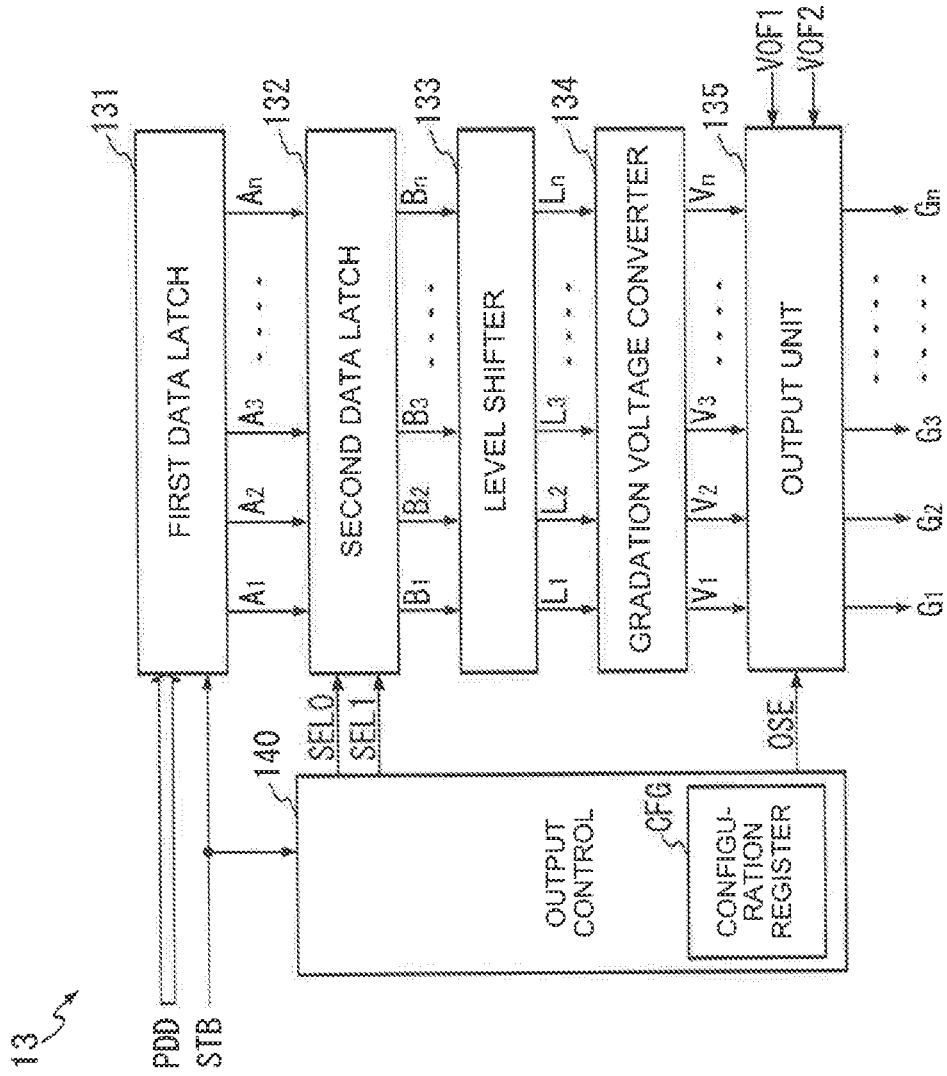 13
PDD
STB
FIRST DATA LATCH
131
A1 A2 A3 An
SECOND DATA LATCH
132
SEL0
SEL1
140
B1 B2 B3 Bn
LEVEL SHIFTER
133
L1 L2 L3 Ln
GRADATION VOLTAGE CONVERTER
134
V1 V2 V3 Vn
OUTPUT UNIT
135
OSE
VOF1
VOF2
G1 G2 G3 Gm
OUTPUT
CONTROL
CFG
CONFIGU-
RATION
REGISTER